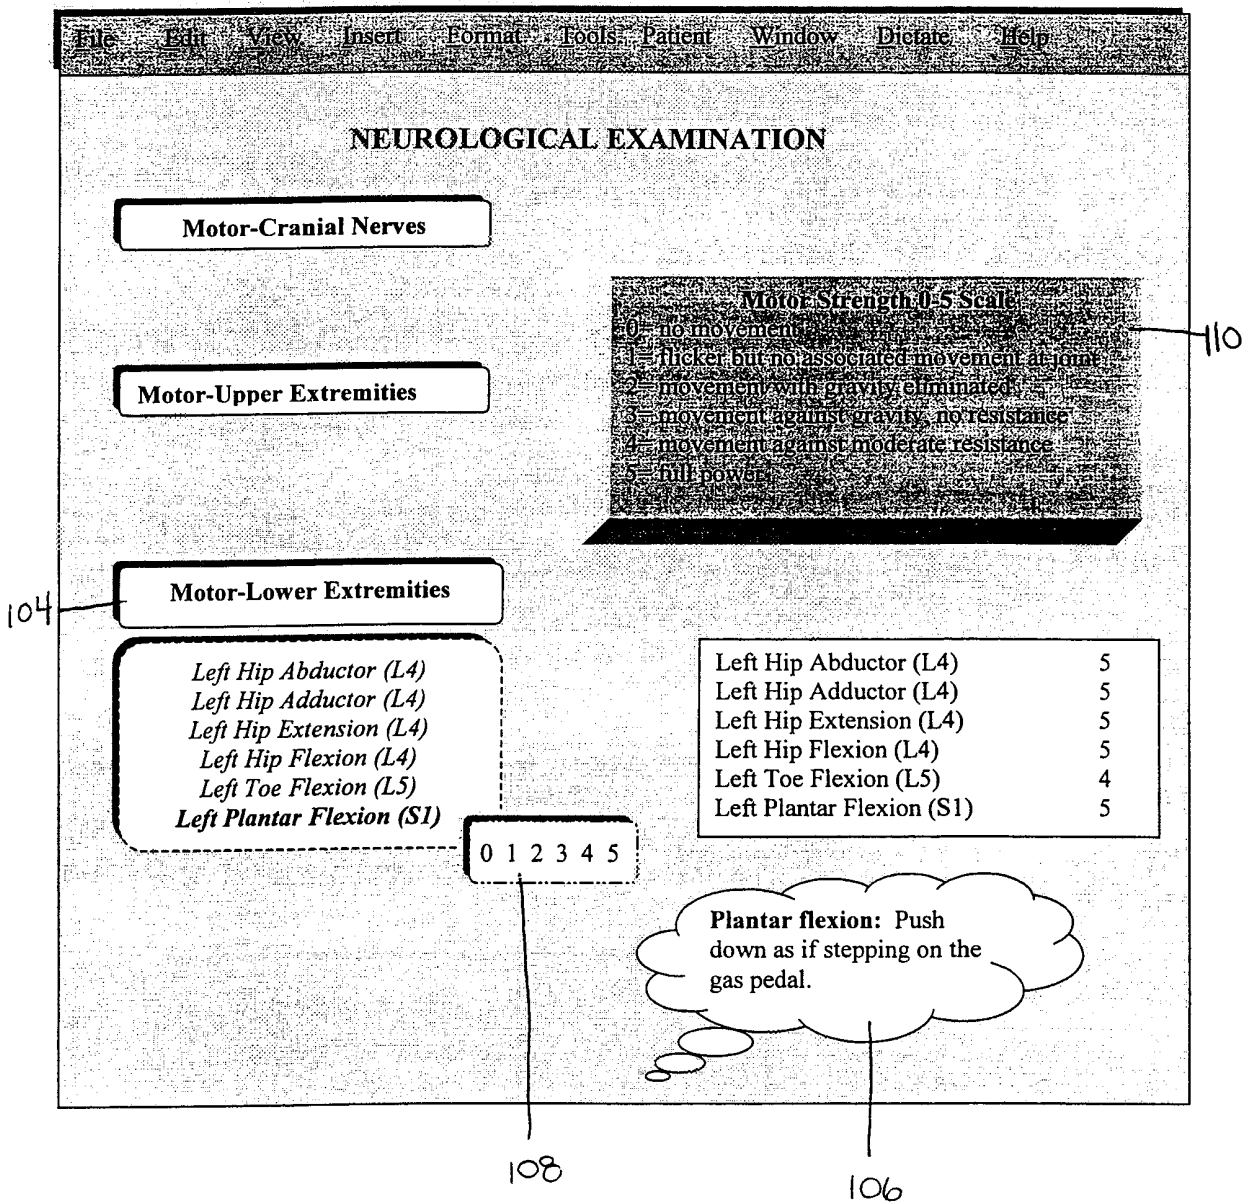 File Edit View Insert Format Tools Patient Window Dictate Help
NEUROLOGICAL EXAMINATION
Motor-Cranial Nerves
Motor Strength 0-5 Scale
0= no movement
1= flicker but no associated movement at joint
2= movement with gravity eliminated
3= movement against gravity, no resistance
4= movement against moderate resistance
5= full power
110
Motor-Upper Extremities
Motor-Lower Extremities
104
Left Hip Abductor (L4)
Left Hip Adductor (L4)
Left Hip Extension (L4)
Left Hip Flexion (L4)
Left Toe Flexion (L5)
Left Plantar Flexion (S1)
0 1 2 3 4 5
Left Hip Abductor (L4) 5
Left Hip Adductor (L4) 5
Left Hip Extension (L4) 5
Left Hip Flexion (L4) 5
Left Toe Flexion (L5) 4
Left Plantar Flexion (S1) 5
Plantar flexion: Push
down as if stepping on the
gas pedal.
108
106